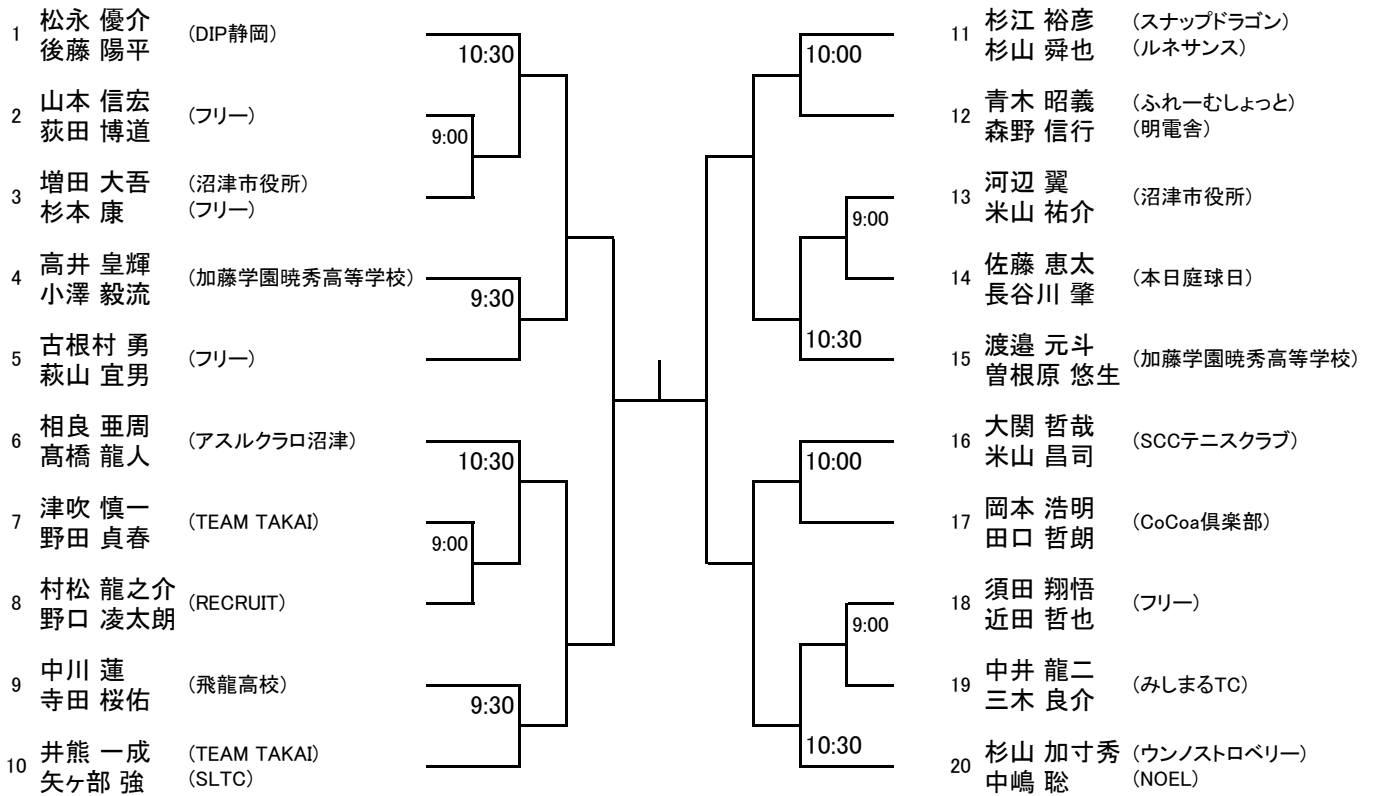 1 松永 優介
後藤 陽平 (DIP静岡)
10:30
2 山本 信宏
荻田 博道 (フリー)
9:00
3 増田 大吾 (沼津市役所)
杉本 康 (フリー)
4 高井 皇輝
小澤 毅流 (加藤学園暁秀高等学校)
9:30
5 古根村 勇
萩山 宜男 (フリー)
6 相良 亜周
髙橋 龍人 (アスルクラロ沼津)
10:30
7 津吹 慎一
野田 貞春 (TEAM TAKAI)
9:00
8 村松 龍之介
野口 凌太朗 (RECRUIT)
9 中川 蓮
寺田 桜佑 (飛龍高校)
9:30
10 井熊 一成 (TEAM TAKAI)
矢ヶ部 強 (SLTC)
11 杉江 裕彦 (スナップドラゴン)
杉山 舜也 (ルネサンス)
10:00
12 青木 昭義 (ふれーむしょっと)
森野 信行 (明電舎)
13 河辺 翼
米山 祐介 (沼津市役所)
9:00
14 佐藤 恵太
長谷川 肇 (本日庭球日)
10:30
15 渡邉 元斗
曽根原 悠生 (加藤学園暁秀高等学校)
16 大関 哲哉
米山 昌司 (SCCテニスクラブ)
10:00
17 岡本 浩明
田口 哲朗 (CoCoa倶楽部)
18 須田 翔悟
近田 哲也 (フリー)
9:00
19 中井 龍二
三木 良介 (みしまるTC)
10:30
20 杉山 加寸秀 (ウンノストロベリー)
中嶋 聡 (NOEL)